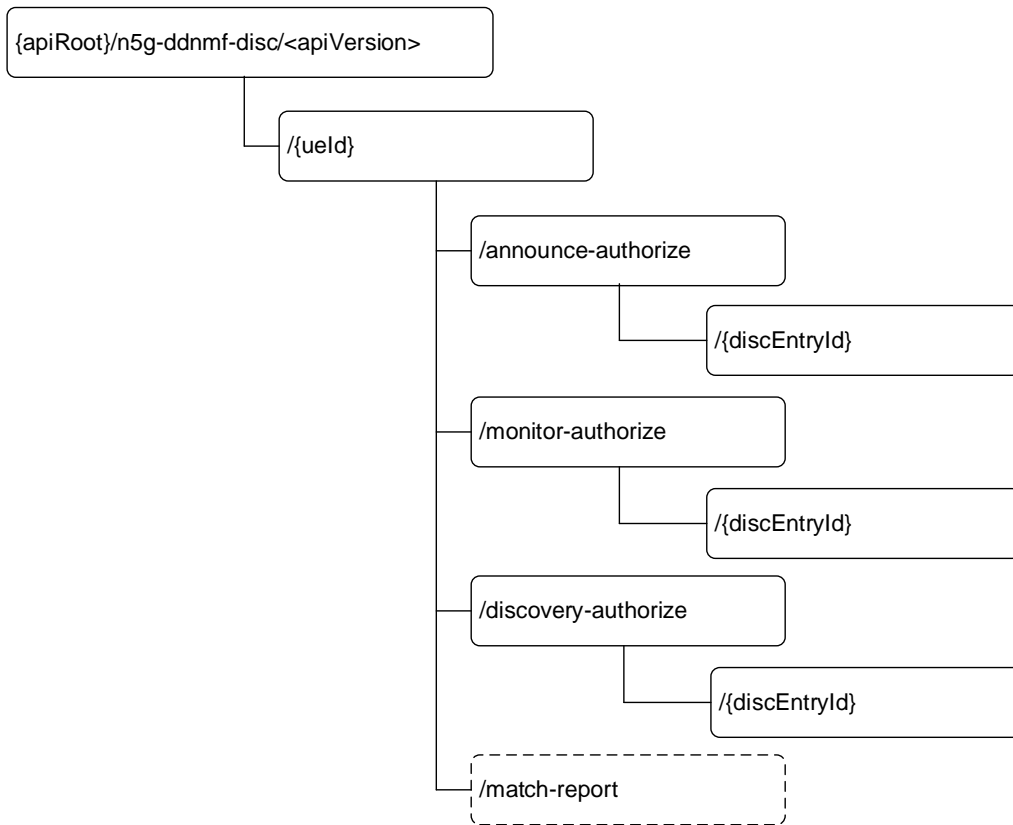 {apiRoot}/n5g-ddnmf-disc/<apiVersion>
/{ueId}
/announce-authorize
/{discEntryId}
/monitor-authorize
/{discEntryId}
/discovery-authorize
/{discEntryId}
/match-report